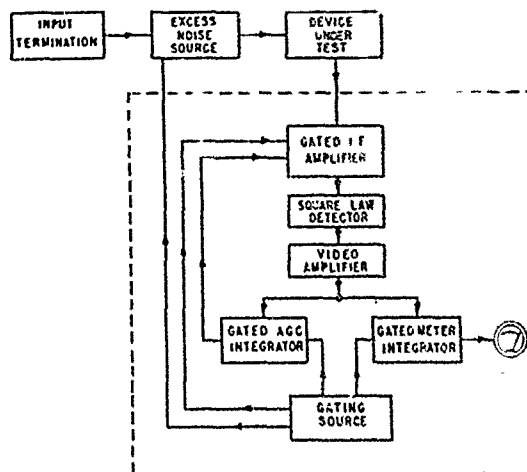 INPUT
TERMINATION
EXCESS
NOISE
SOURCE
DEVICE
UNDER
TEST
GATED I F
AMPLIFIER
SQUARE LAW
DETECTOR
VIDEO
AMPLIFIER
GATED AGC
INTEGRATOR
GATED METER
INTEGRATOR
GATING
SOURCE